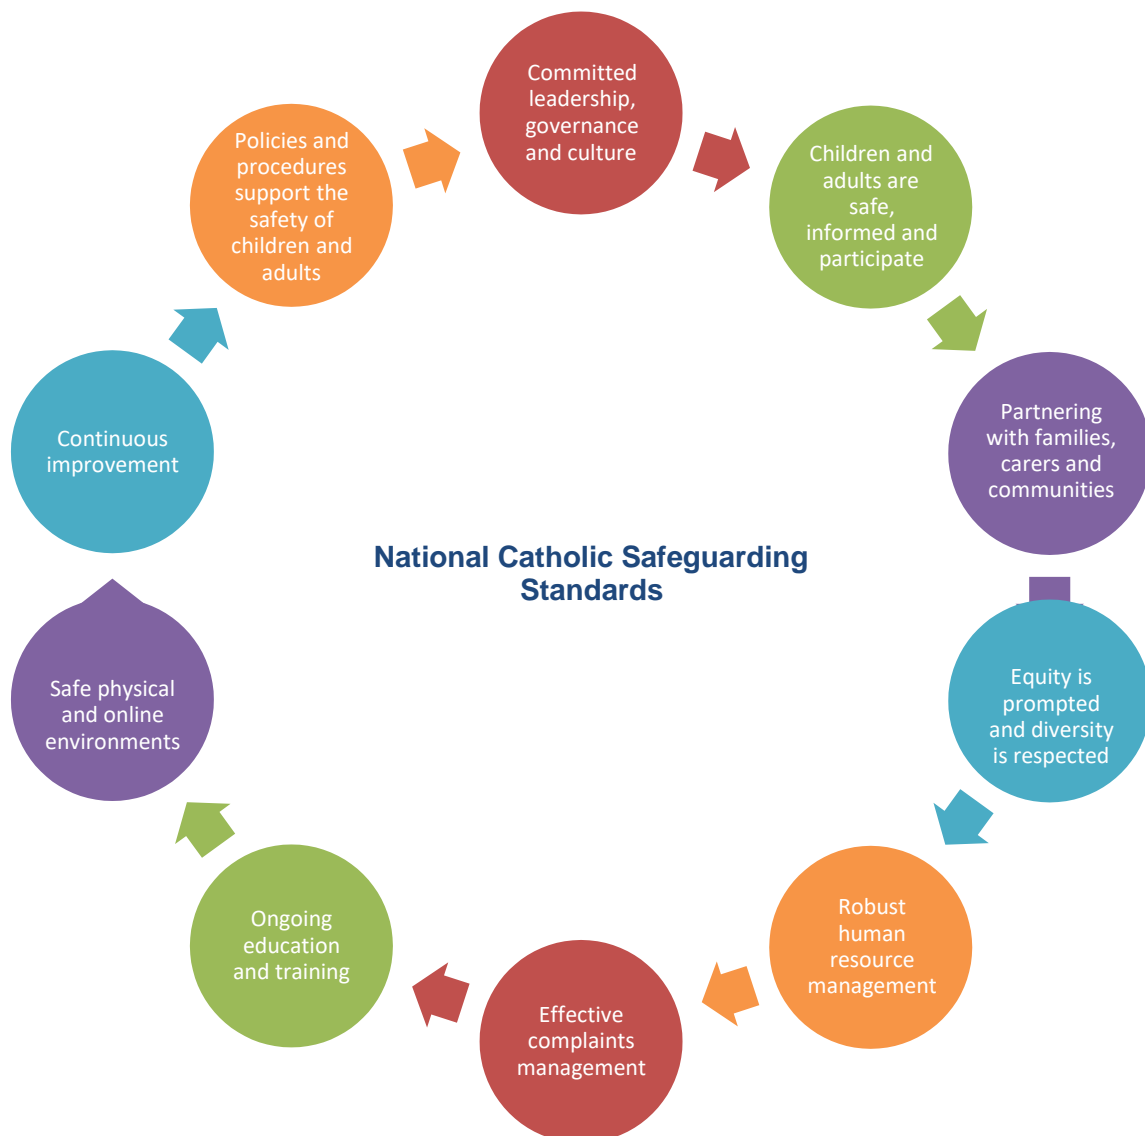 Committed
leadership,
governance
and culture
Children and
adults are
safe,
informed and
participate
Partnering
with families,
carers and
communities
Equity is
prompted
and diversity
is respected
Robust
human
resource
management
Effective
complaints
management
Ongoing
education
and training
Safe physical
and online
environments
Continuous
improvement
Policies and
procedures
support the
safety of
children and
adults
National Catholic Safeguarding
Standards